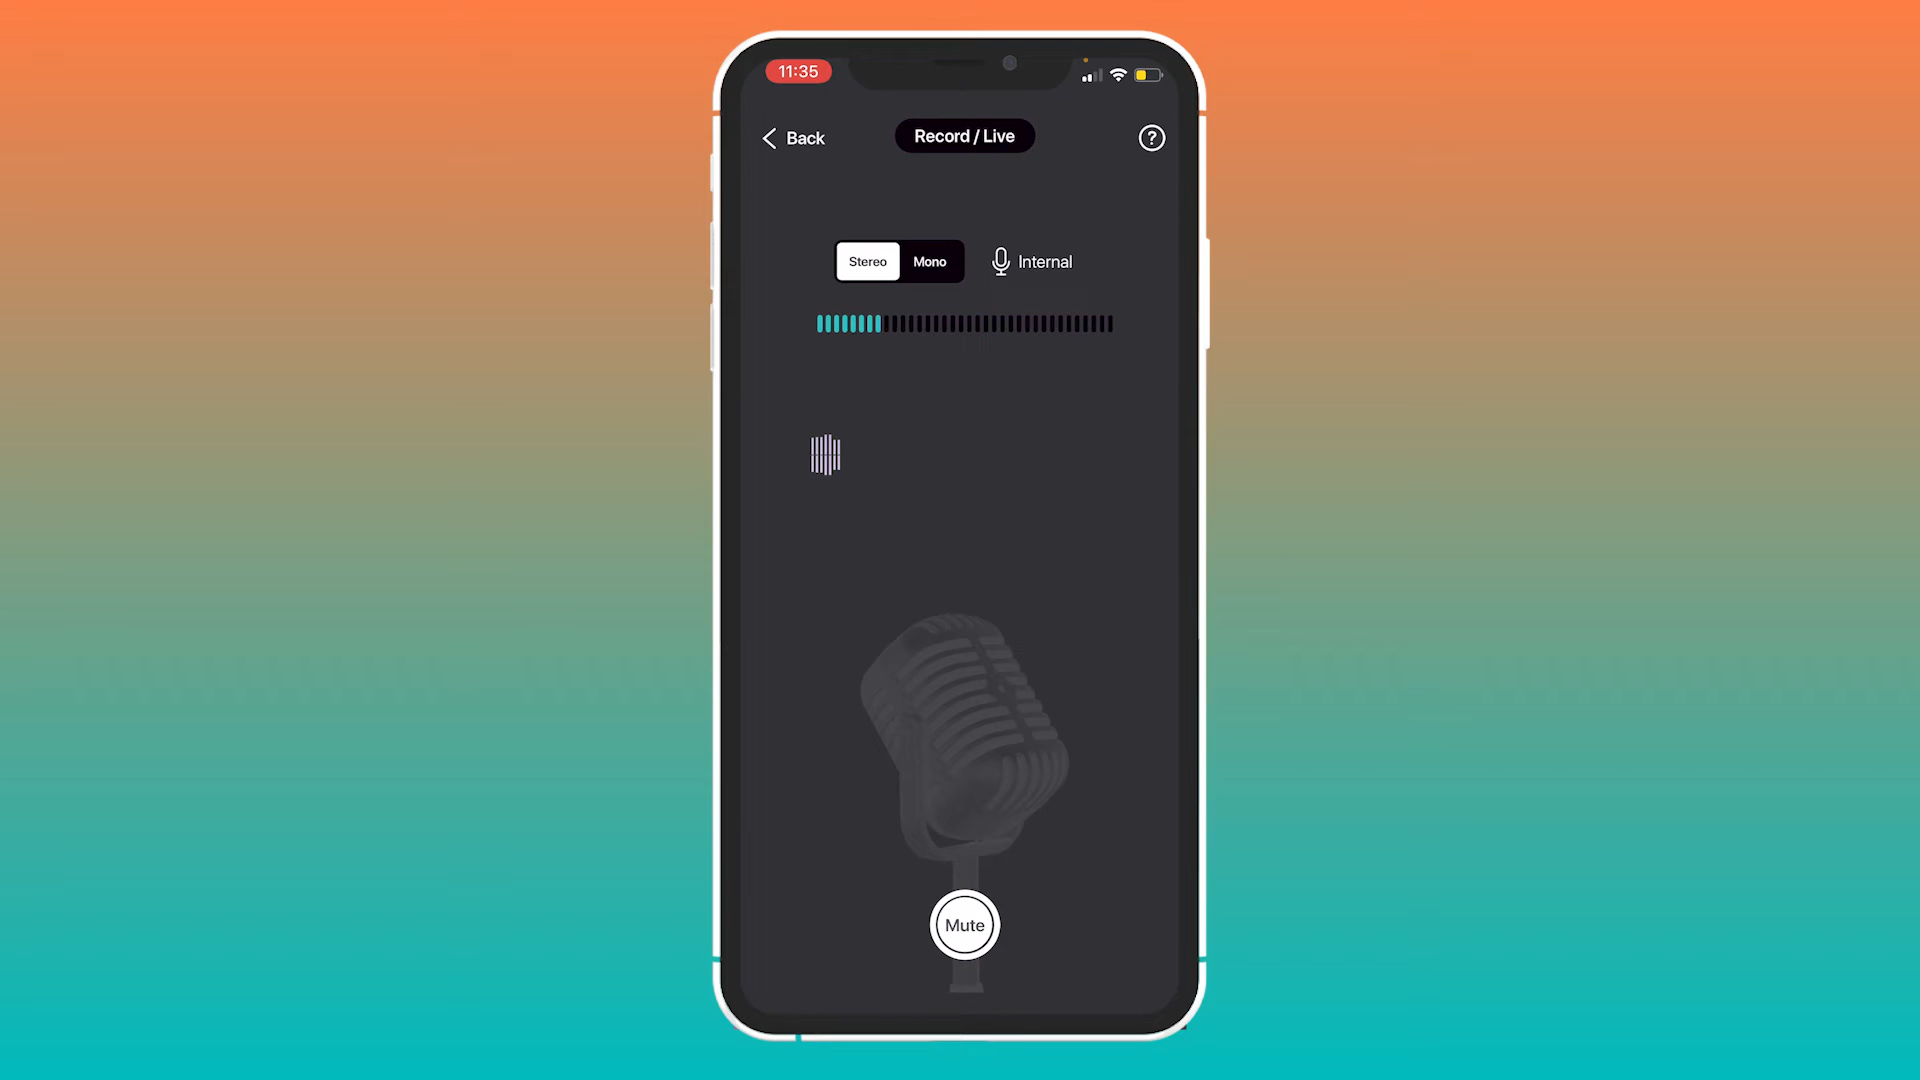 11:35
Back
Record / Live
?
Stereo
Mono
Internal
Mute